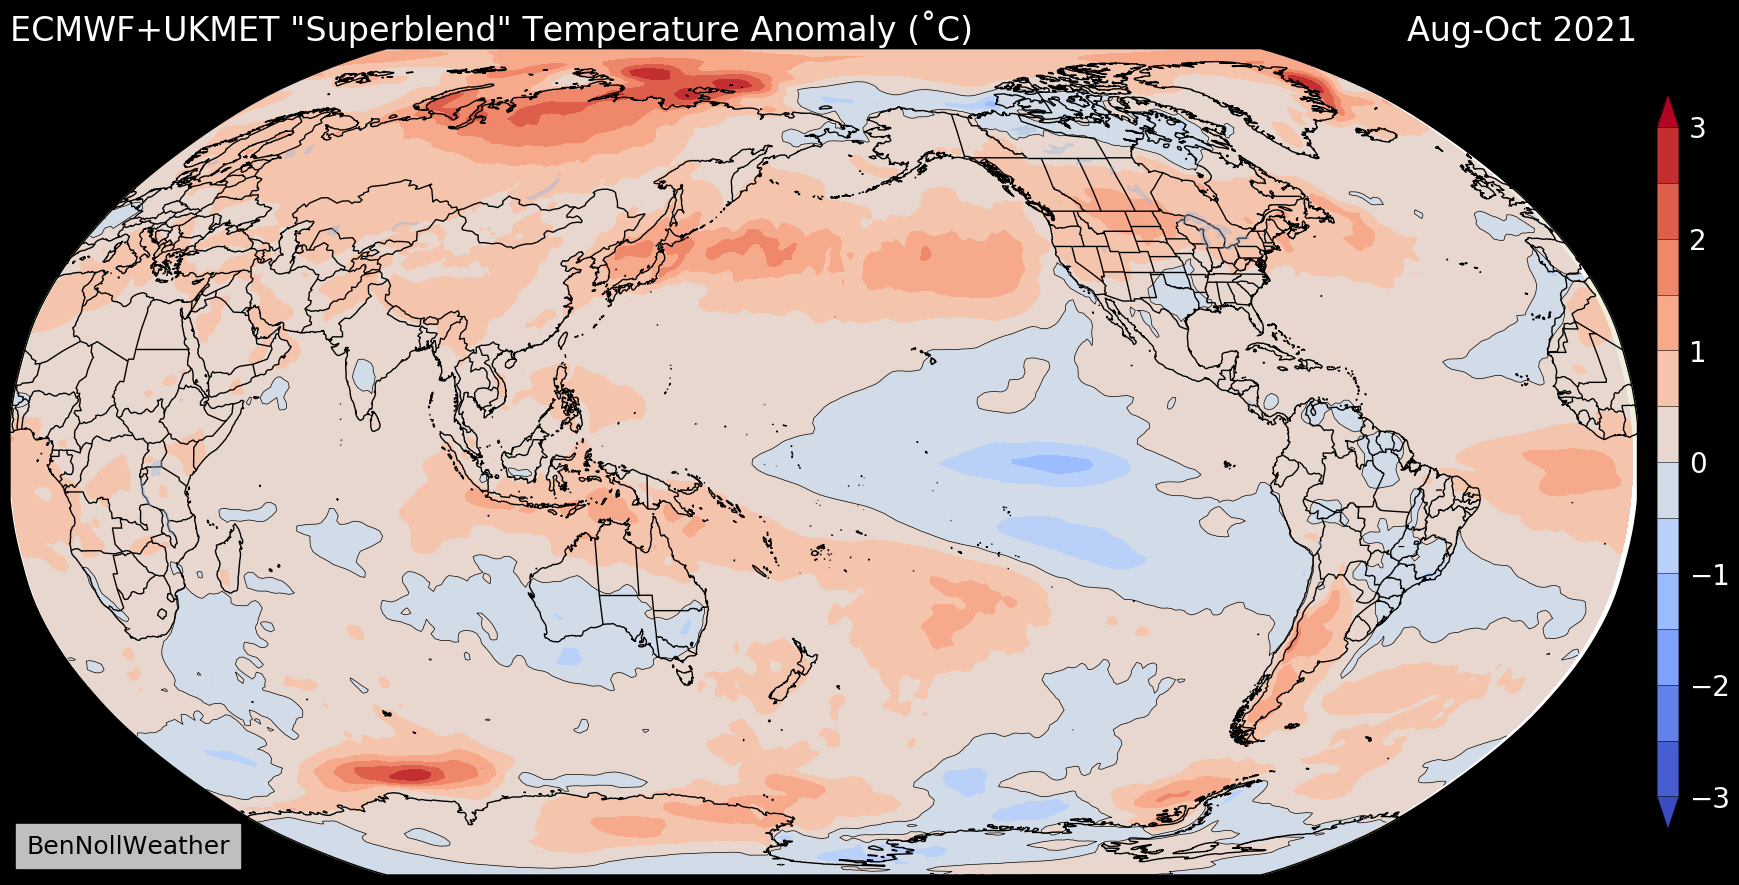 ECMWF+UKMET "Superblend" Temperature Anomaly (˚C)
Aug-Oct 2021
3
2
1
0
−1
−2
−3
BenNollWeather